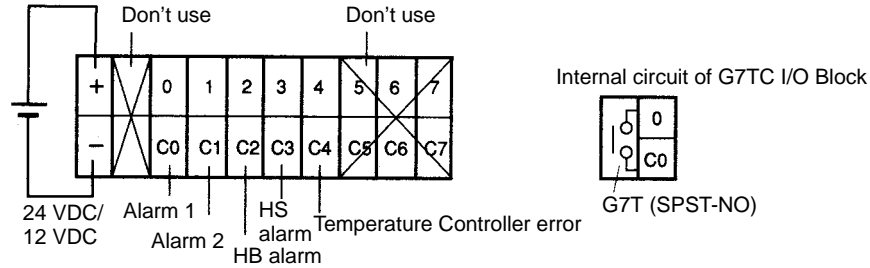 Don't use
Don't use
+ 0 1 2 3 4 5 6 7
− C0 C1 C2 C3 C4 C5 C6 C7
24 VDC/
12 VDC
Alarm 1
Alarm 2
HB alarm
HS
alarm
Temperature Controller error
Internal circuit of G7TC I/O Block
0
C0
G7T (SPST-NO)